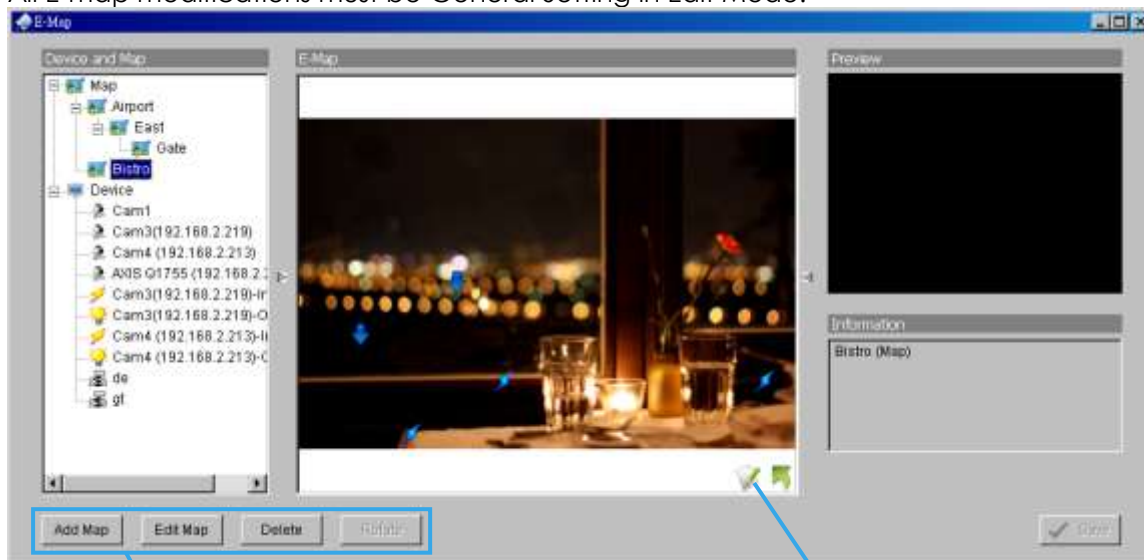 All E-map modifications must be General setting in Edit Mode.
E-Map
Device and Map
E-Map
Preview
Map
Airport
East
Gate
Bistro
Device
Cam1
Cam3(192.168.2.219)
Cam4 (192.168.2.213)
AXIS Q1755 (192.168.2.
Cam3(192.168.2.219)-Ir
Cam3(192.168.2.219)-O
Cam4 (192.168.2.213)-I
Cam4 (192.168.2.213)-C
de
gf
Information
Bistro (Map)
Add Map
Edit Map
Delete
Rotate
Save